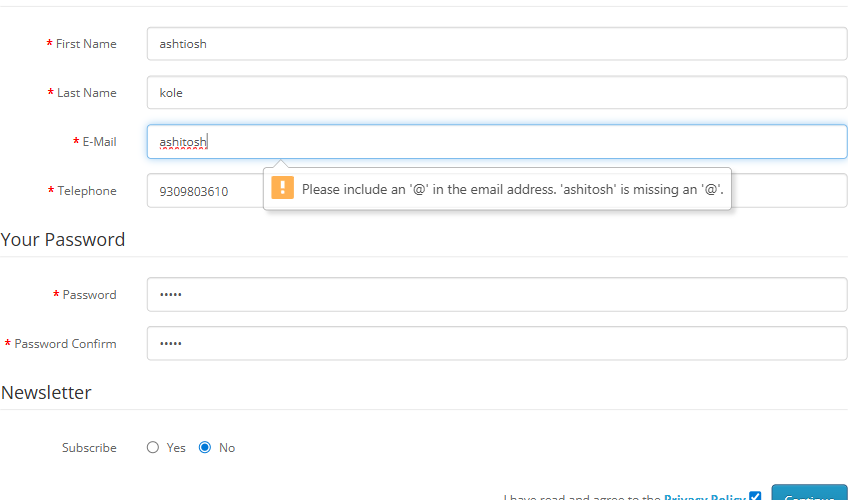 * First Name ashtiosh
* Last Name kole
* E-Mail ashitosh
Please include an '@' in the email address. 'ashitosh' is missing an '@'.
* Telephone 9309803610
Your Password
* Password •••••
* Password Confirm •••••
Newsletter
Subscribe Yes No
I have read and agree to the Privacy Policy Continue